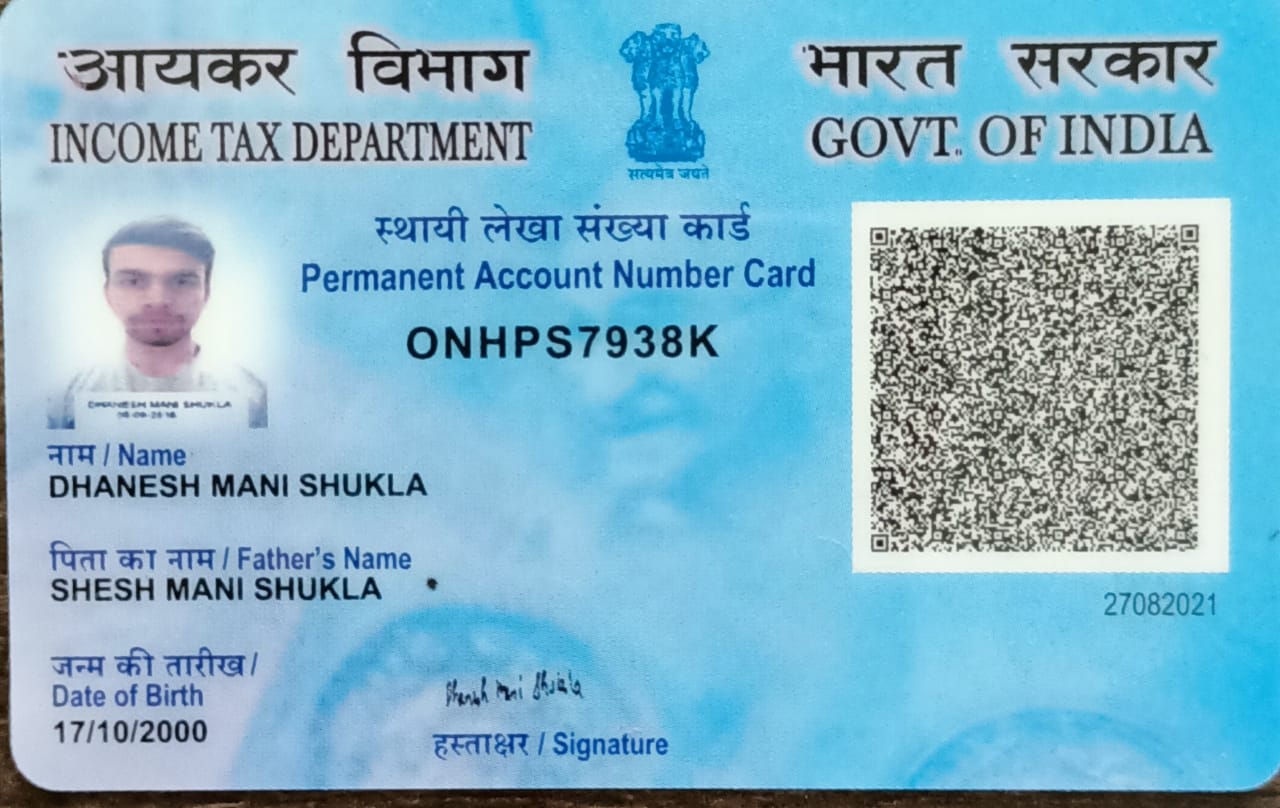 आयकर विभाग
INCOME TAX DEPARTMENT
सत्यमेव जयते
भारत सरकार
GOVT. OF INDIA
स्थायी लेखा संख्या कार्ड
Permanent Account Number Card
ONHPS7938K
DHANESH MANI SHUKLA
नाम / Name
DHANESH MANI SHUKLA
पिता का नाम / Father's Name
SHESH MANI SHUKLA
27082021
जन्म की तारीख /
Date of Birth
17/10/2000
Dhanesh Mani Shukla
हस्ताक्षर / Signature